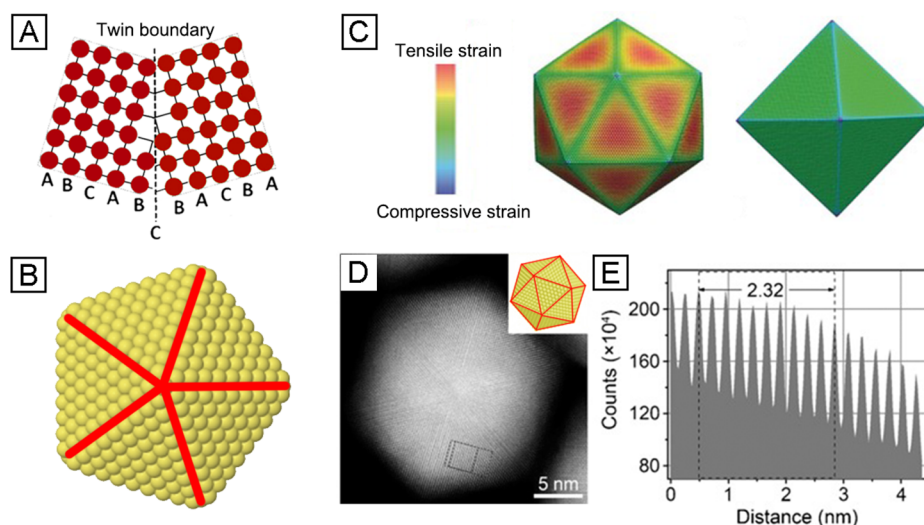 A
Twin boundary
A B C A B B A C B A
C
B
C
Tensile strain
Compressive strain
D
5 nm
E
2.32
Counts (×10⁴)
200
160
120
80
0 1 2 3 4
Distance (nm)